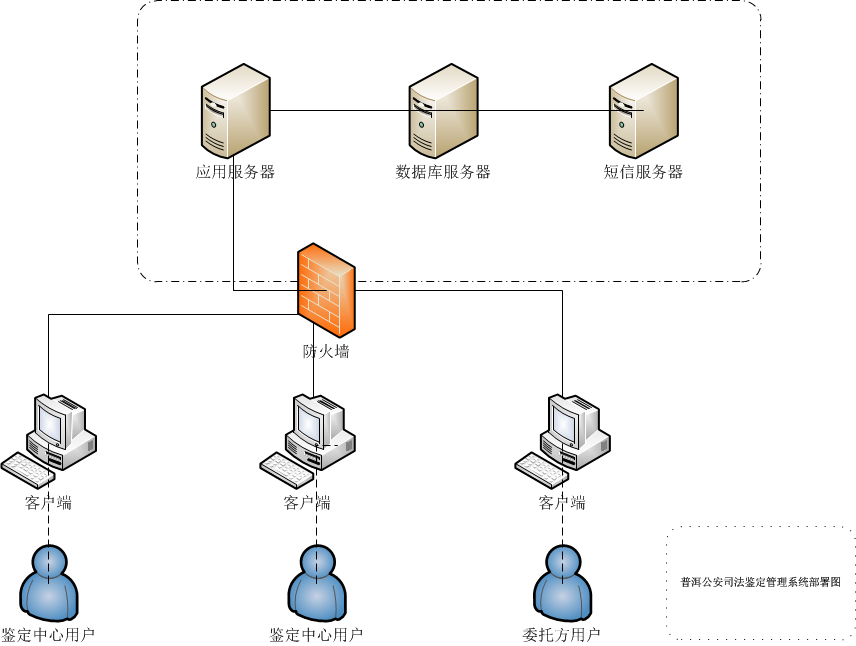 应用服务器
数据库服务器
短信服务器
防火墙
客户端
客户端
客户端
普洱公安司法鉴定管理系统部署图
鉴定中心用户
鉴定中心用户
委托方用户